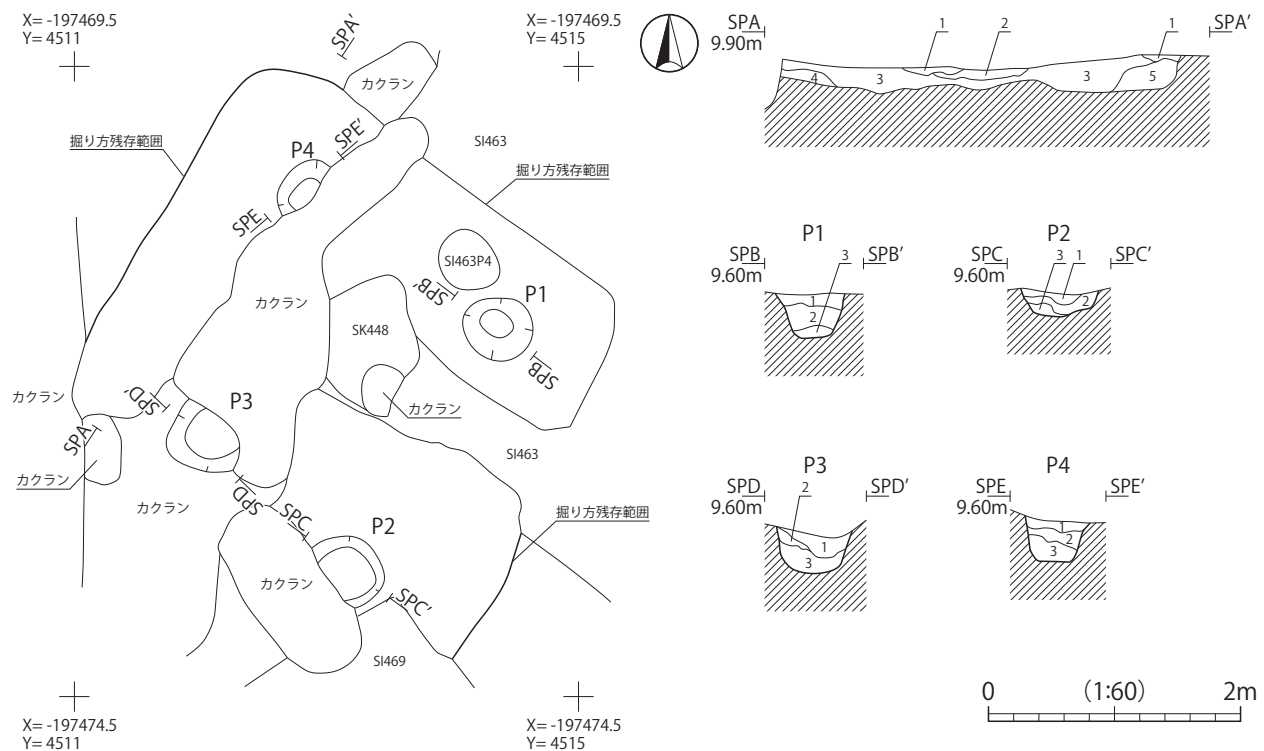 X= -197469.5
Y= 4511
X= -197469.5
Y= 4515
SPA'
カクラン
SPE'
P4
SI463
掘り方残存範囲
掘り方残存範囲
SPE
SI463P4
SPB'
P1
カクラン
SK448
SPB
カクラン
SPD'
P3
カクラン
SPA
SI463
カクラン
カクラン
SPD
SPC
P2
掘り方残存範囲
カクラン
SPC'
SI469
X= -197474.5
Y= 4511
X= -197474.5
Y= 4515
SPA
9.90m
1
2
1
SPA'
4
3
3
5
P1
SPB
9.60m
3
SPB'
1
2
P2
SPC
9.60m
3
1
SPC'
2
P3
SPD
9.60m
2
SPD'
1
3
P4
SPE
9.60m
SPE'
1
2
3
0
(1:60)
2m